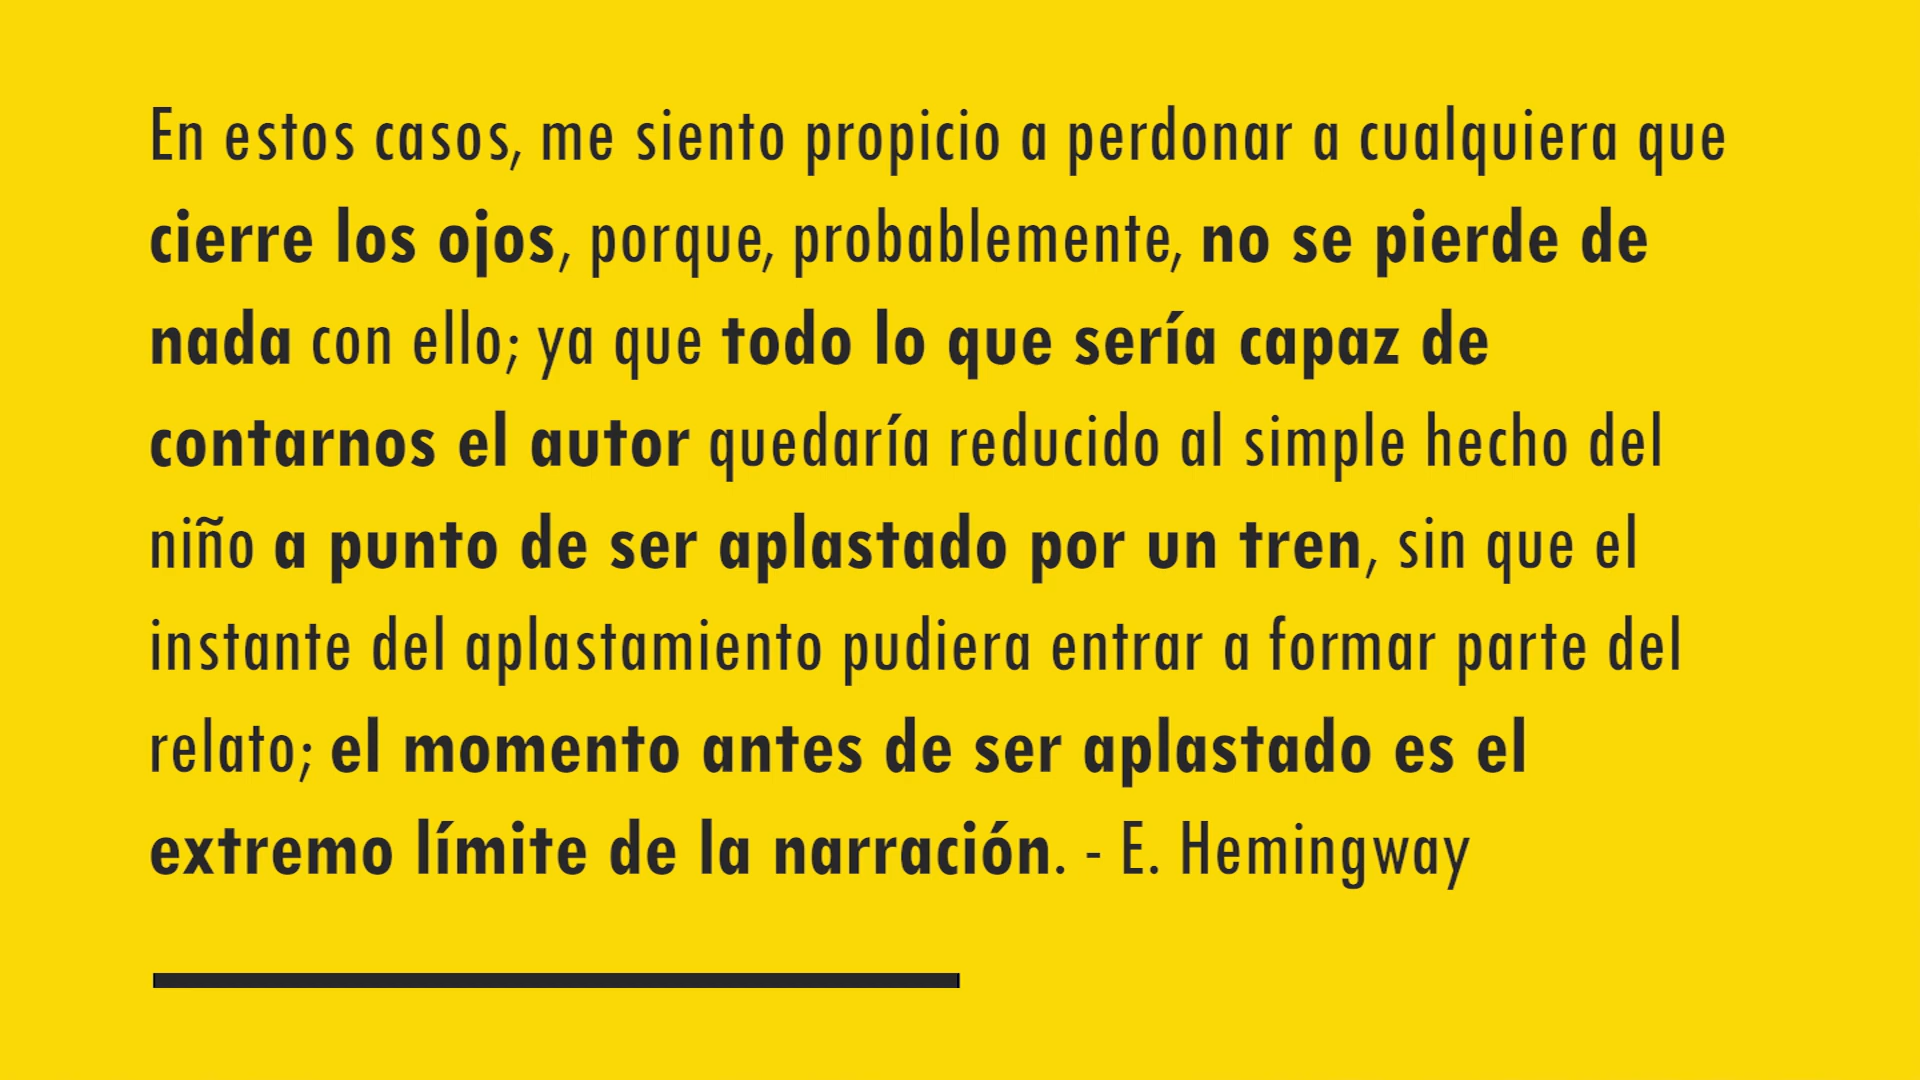 En estos casos, me siento propicio a perdonar a cualquiera que
cierre los ojos, porque, probablemente, no se pierde de
nada con ello; ya que todo lo que sería capaz de
contarnos el autor quedaría reducido al simple hecho del
niño a punto de ser aplastado por un tren, sin que el
instante del aplastamiento pudiera entrar a formar parte del
relato; el momento antes de ser aplastado es el
extremo límite de la narración. - E. Hemingway